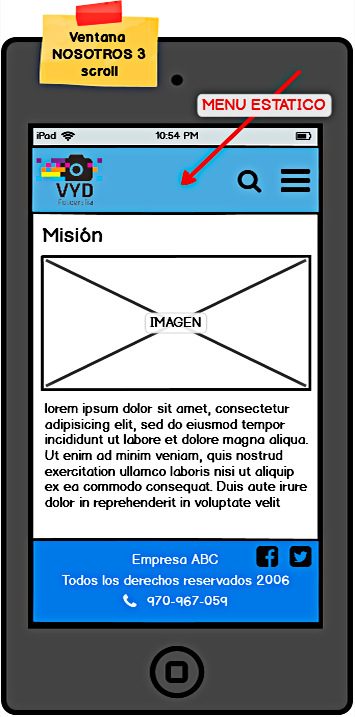 Ventana
NOSOTROS 3
scroll
MENU ESTATICO
iPod
10:54 PM
VYD
Fotografia
Misión
IMAGEN
lorem ipsum dolor sit amet, consectetur
adipisicing elit, sed do eiusmod tempor
incididunt ut labore et dolore magna aliqua.
Ut enim ad minim veniam, quis nostrud
exercitation ullamco laboris nisi ut aliquip
ex ea commodo consequat. Duis aute irure
dolor in reprehenderit in voluptate velit
Empresa ABC
Todos los derechos reservados 2006
970-967-059